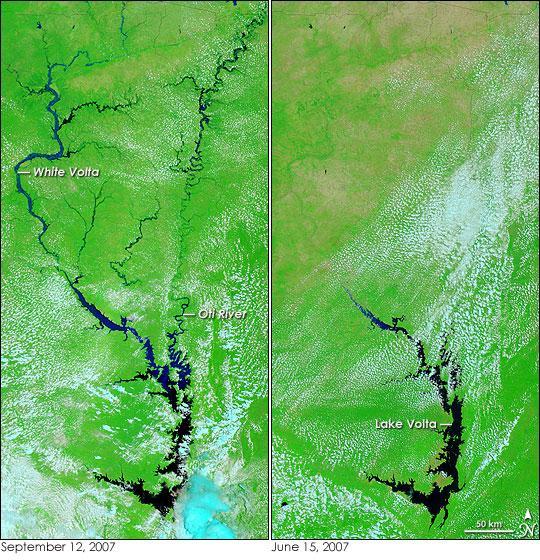 White Volta
Oti River
Lake Volta
50 km
N
September 12, 2007
June 15, 2007